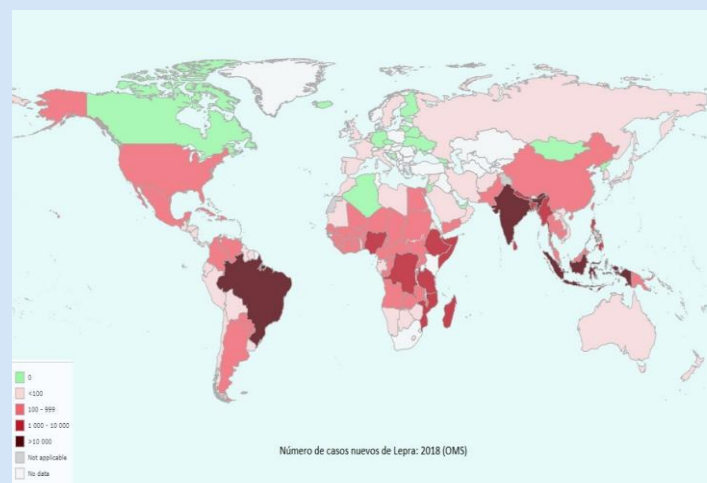 0
<100
100 - 999
1 000 - 10 000
>10 000
Not applicable
No data
Número de casos nuevos de Lepra: 2018 (OMS)